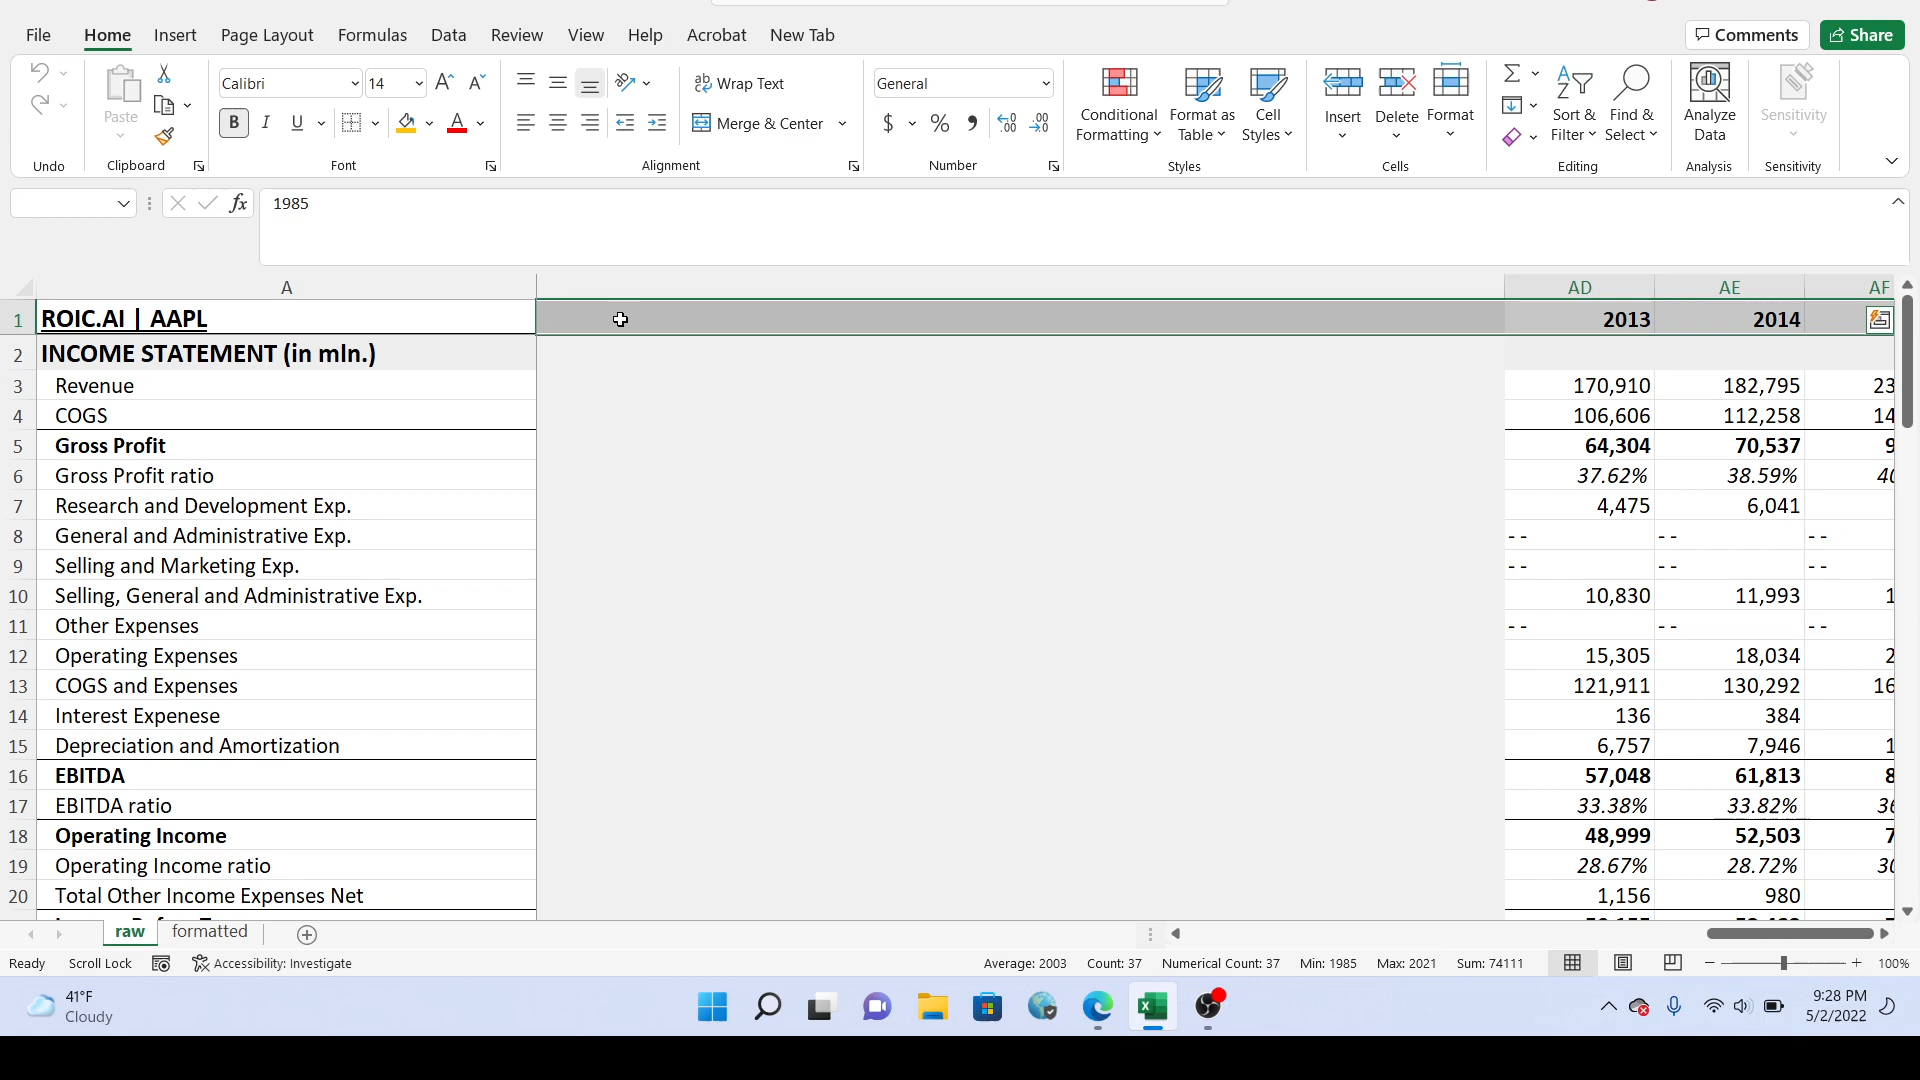 File Home Insert Page Layout Formulas Data Review View Help Acrobat New Tab Comments Share
Calibri 14 Wrap Text General
Paste Merge & Center $ % Conditional Formatting Format as Table Cell Styles Insert Delete Format Sort & Filter Find & Select Analyze Data Sensitivity
Undo Clipboard Font Alignment Number Styles Cells Editing Analysis Sensitivity
fx 1985
A AD AE AF
1 ROIC.AI | AAPL 2013 2014
2 INCOME STATEMENT (in mln.)
3 Revenue 170,910 182,795 23
4 COGS 106,606 112,258 14
5 Gross Profit 64,304 70,537 9
6 Gross Profit ratio 37.62% 38.59% 40
7 Research and Development Exp. 4,475 6,041
8 General and Administrative Exp. - - - - - -
9 Selling and Marketing Exp. - - - - - -
10 Selling, General and Administrative Exp. 10,830 11,993 1
11 Other Expenses - - - - - -
12 Operating Expenses 15,305 18,034 2
13 COGS and Expenses 121,911 130,292 16
14 Interest Expenese 136 384
15 Depreciation and Amortization 6,757 7,946 1
16 EBITDA 57,048 61,813 8
17 EBITDA ratio 33.38% 33.82% 36
18 Operating Income 48,999 52,503 7
19 Operating Income ratio 28.67% 28.72% 30
20 Total Other Income Expenses Net 1,156 980
raw formatted
Ready Scroll Lock Accessibility: Investigate Average: 2003 Count: 37 Numerical Count: 37 Min: 1985 Max: 2021 Sum: 74111 100%
41°F
Cloudy
9:28 PM
5/2/2022